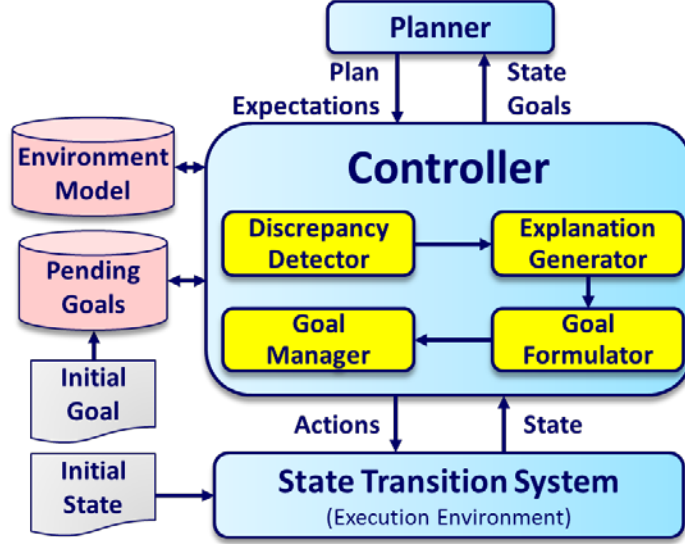 Planner
Plan
Expectations
State
Goals
Environment
Model
Controller
Discrepancy
Detector
Explanation
Generator
Pending
Goals
Goal
Manager
Goal
Formulator
Initial
Goal
Actions
State
Initial
State
State Transition System
(Execution Environment)